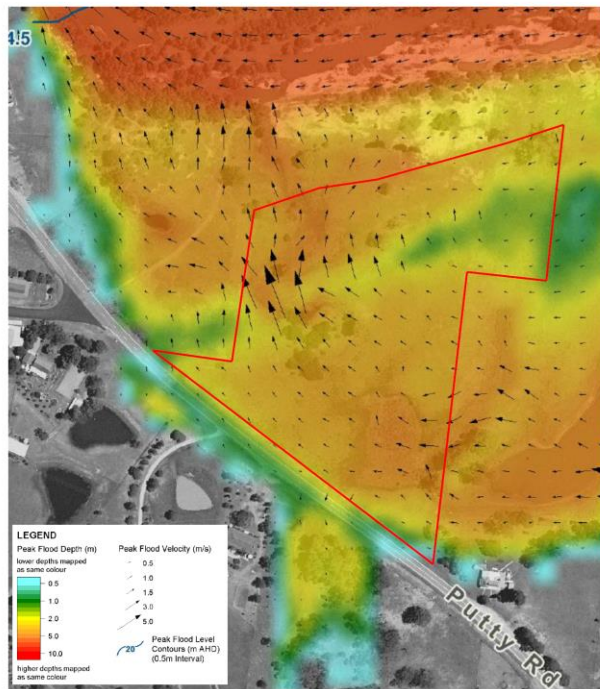 4.5
LEGEND
Peak Flood Depth (m)
lower depths mapped
as same colour
0.5
1.0
2.0
5.0
10.0
higher depths mapped
as same colour
Peak Flood Velocity (m/s)
0.5
1.0
1.5
3.0
5.0
20
Peak Flood Level
Contours (m AHD)
(0.5m Interval)
Putty Rd